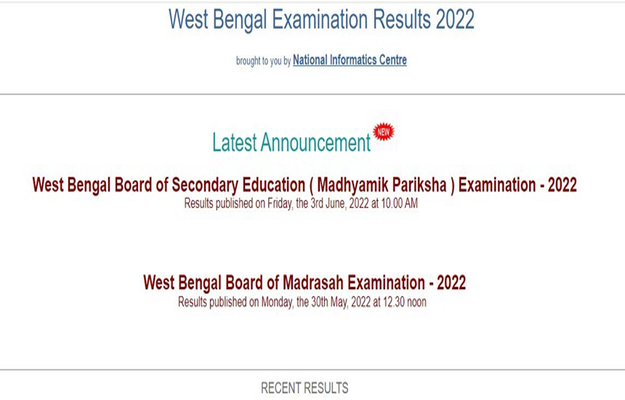 West Bengal Examination Results 2022
brought to you by National Informatics Centre
Latest Announcement NEW
West Bengal Board of Secondary Education ( Madhyamik Pariksha ) Examination - 2022
Results published on Friday, the 3rd June, 2022 at 10.00 AM
West Bengal Board of Madrasah Examination - 2022
Results published on Monday, the 30th May, 2022 at 12.30 noon
RECENT RESULTS